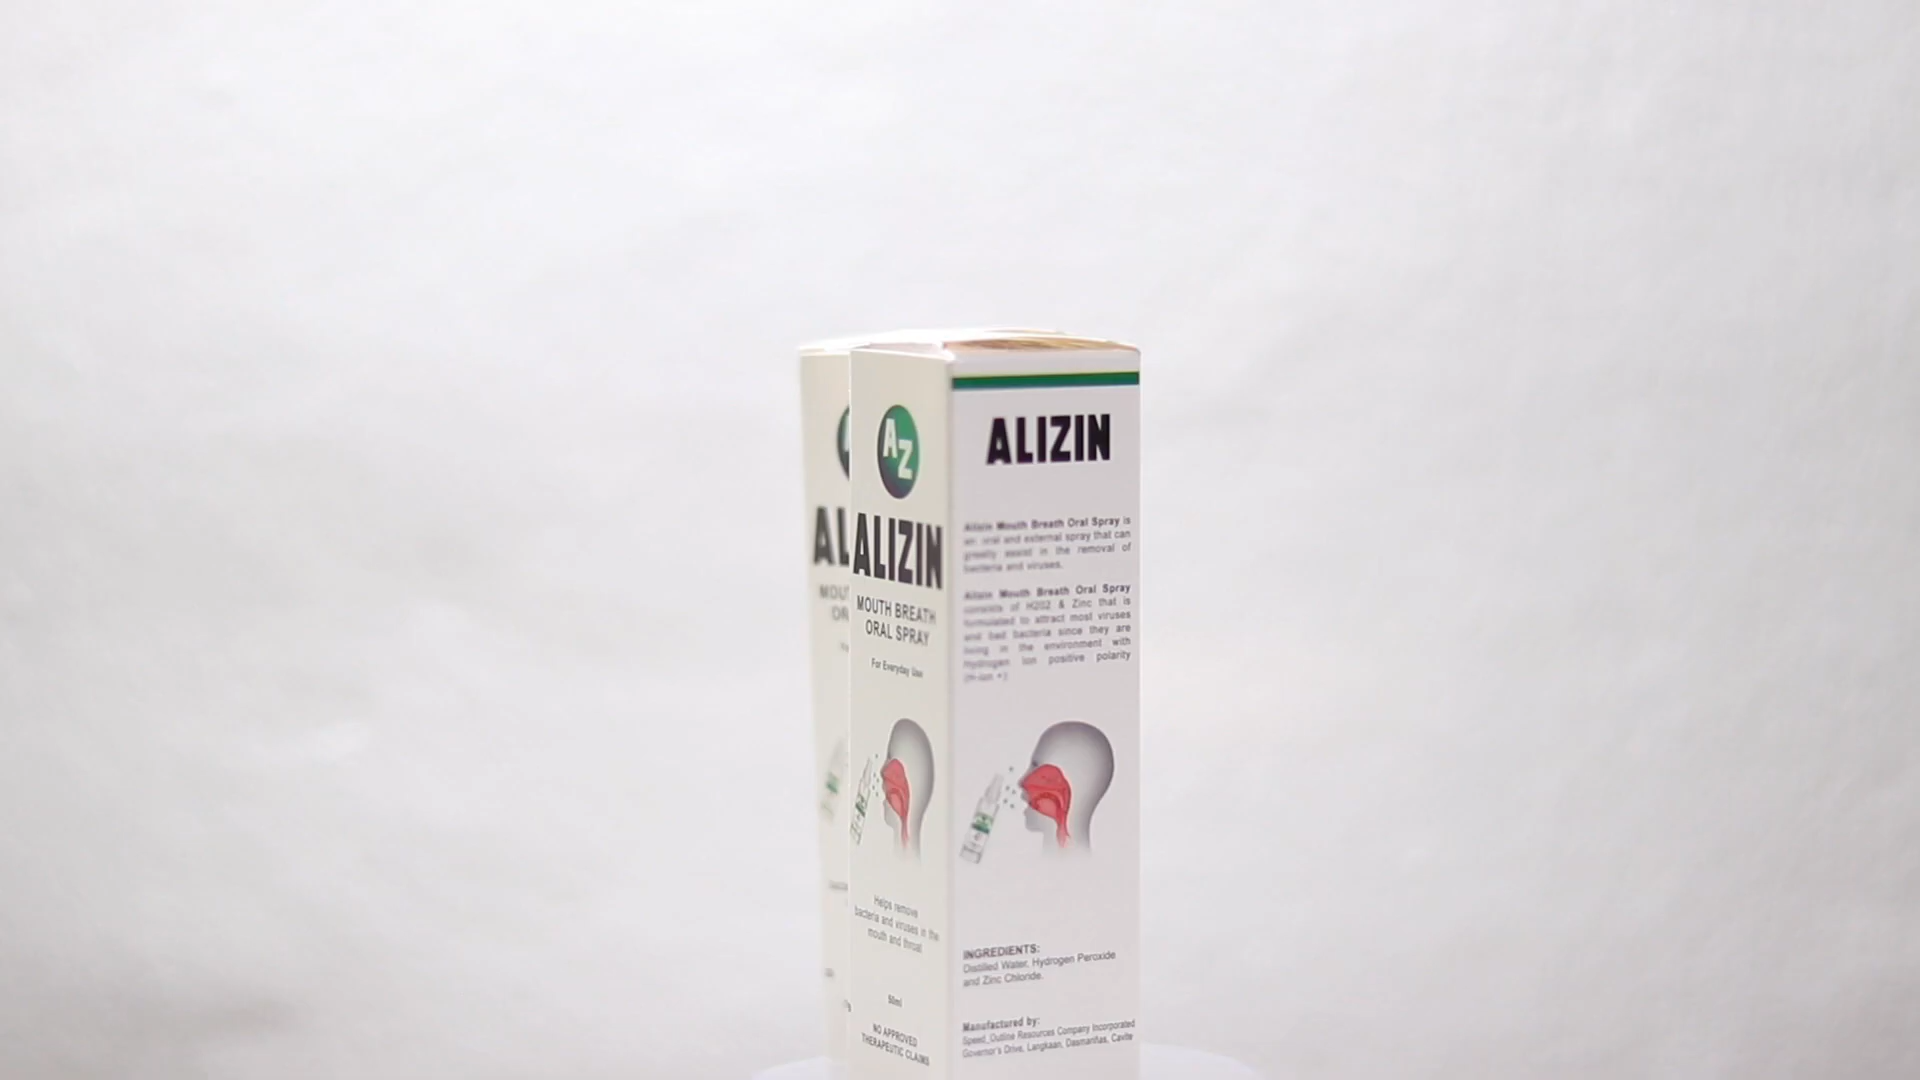 AZ
ALIZIN
MOUTH BREATH
ORAL SPRAY
For Everyday Use
Helps remove
bacteria and viruses in the
mouth and throat
50ml
NO APPROVED
THERAPEUTIC CLAIMS
ALIZIN
Alizin Mouth Breath Oral Spray is
an oral and external spray that can
greatly assist in the removal of
bacteria and viruses.
Alizin Mouth Breath Oral Spray
consists of H202 & Zinc that is
formulated to attract most viruses
and bad bacteria since they are
living in the environment with
Hydrogen ion positive polarity
(H-ion +)
INGREDIENTS:
Distilled Water, Hydrogen Peroxide
and Zinc Chloride.
Manufactured by:
Speed_Outline Resources Company Incorporated
Governor's Drive, Langkaan, Dasmariñas, Cavite
AL
MOU